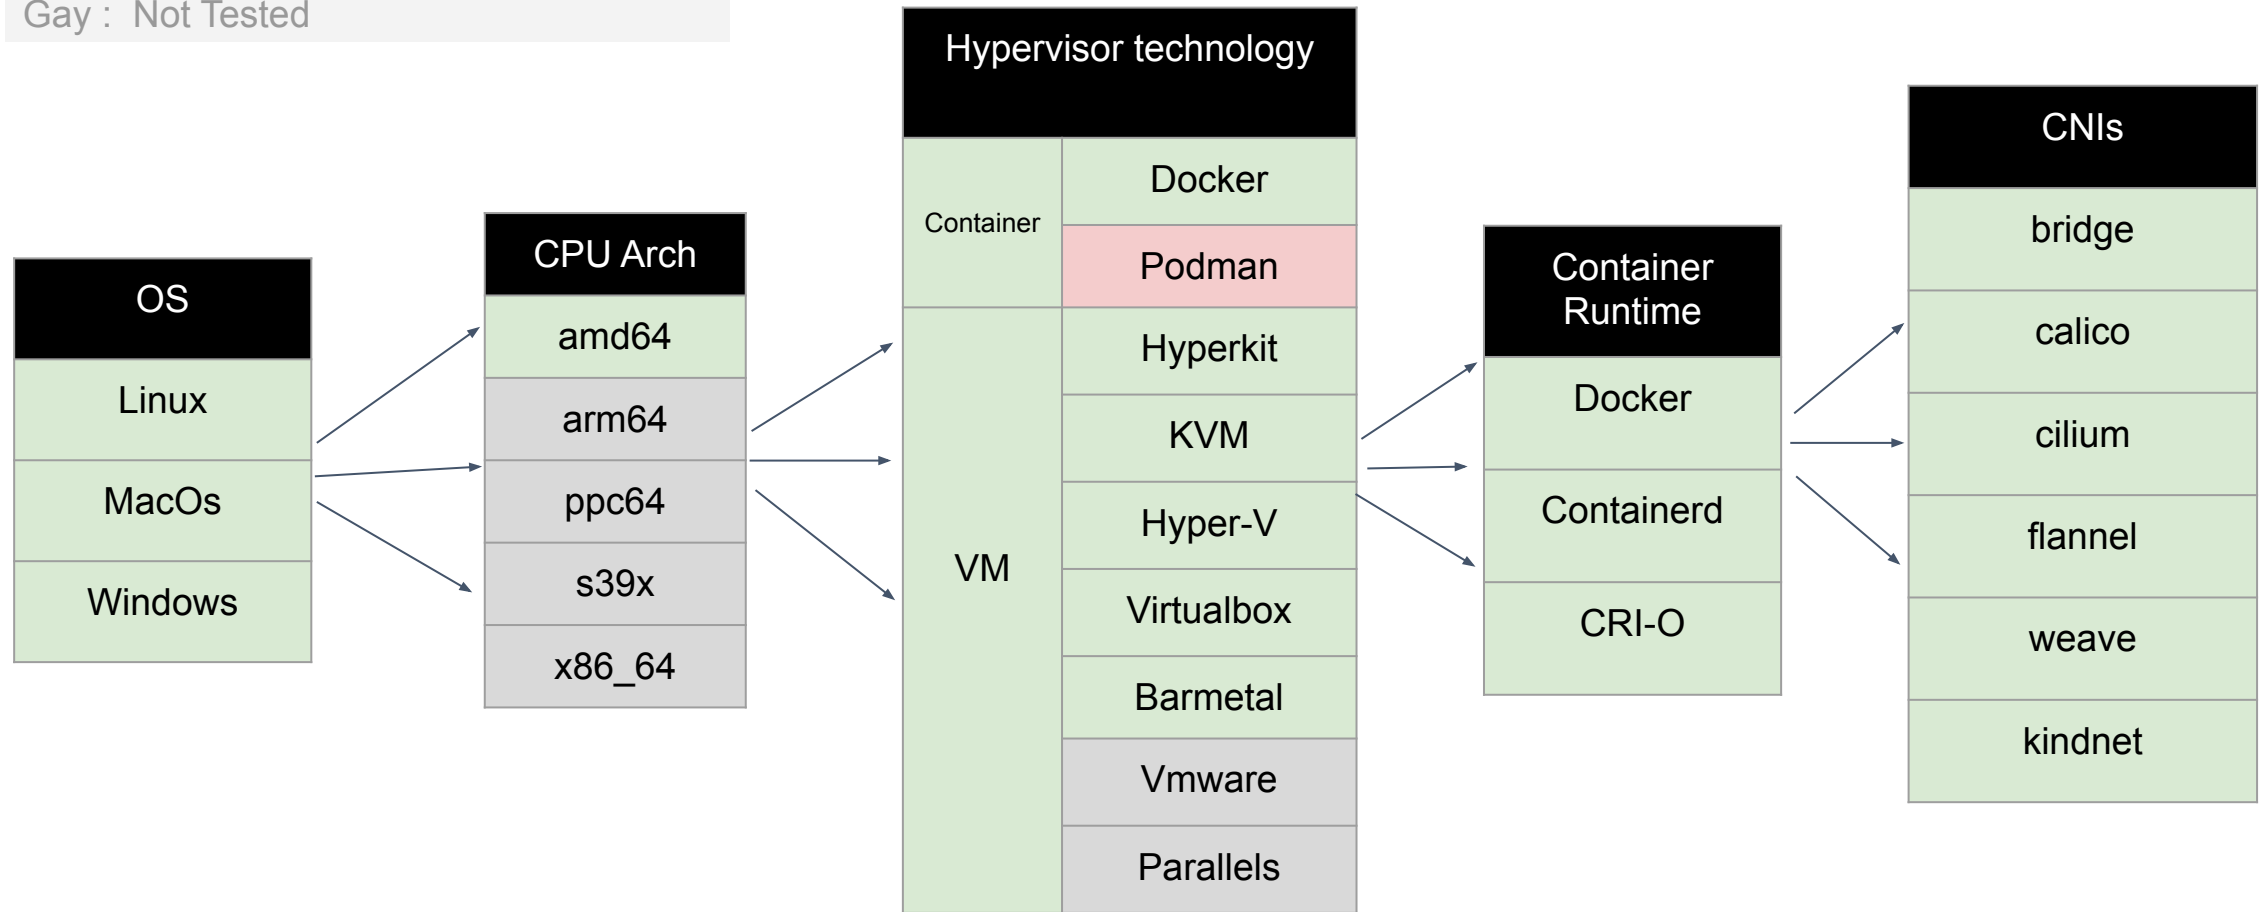 Gay : Not Tested
OS
Linux
MacOs
Windows
CPU Arch
amd64
arm64
ppc64
s39x
x86_64
Hypervisor technology
Container
Docker
Podman
VM
Hyperkit
KVM
Hyper-V
Virtualbox
Barmetal
Vmware
Parallels
Container
Runtime
Docker
Containerd
CRI-O
CNIs
bridge
calico
cilium
flannel
weave
kindnet